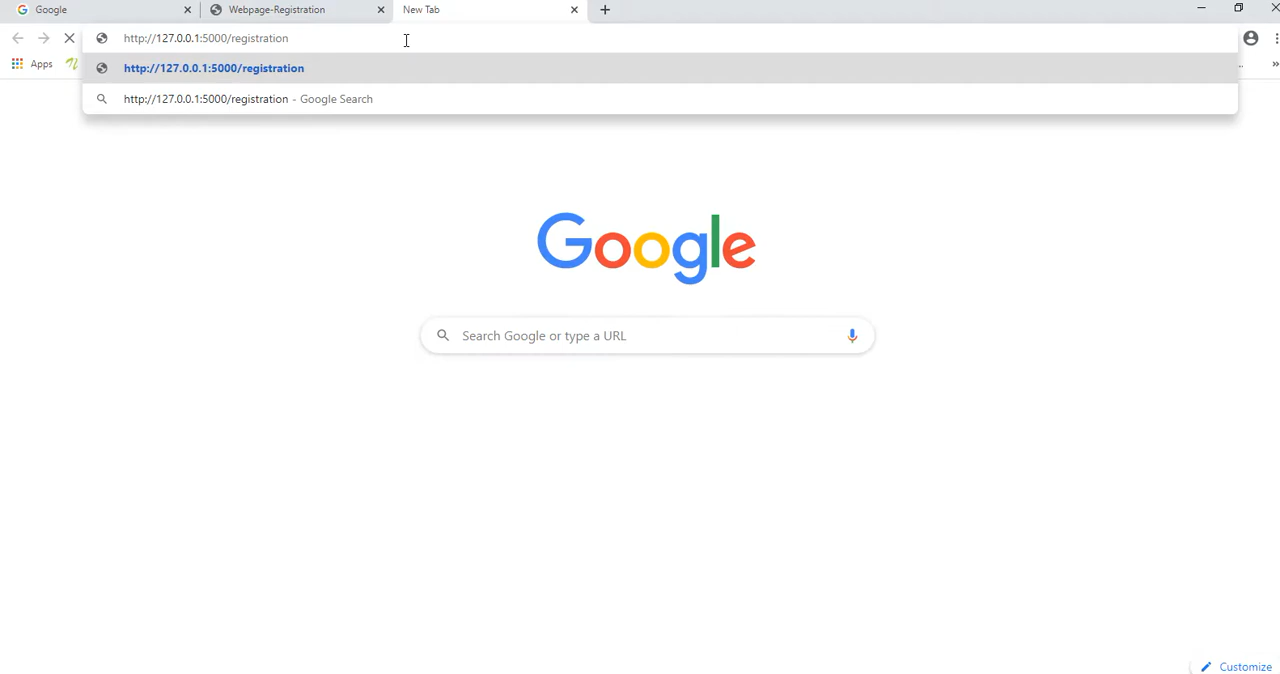 Google
Webpage-Registration
New Tab
http://127.0.0.1:5000/registration
Apps
http://127.0.0.1:5000/registration
http://127.0.0.1:5000/registration - Google Search
Google
Search Google or type a URL
Customize